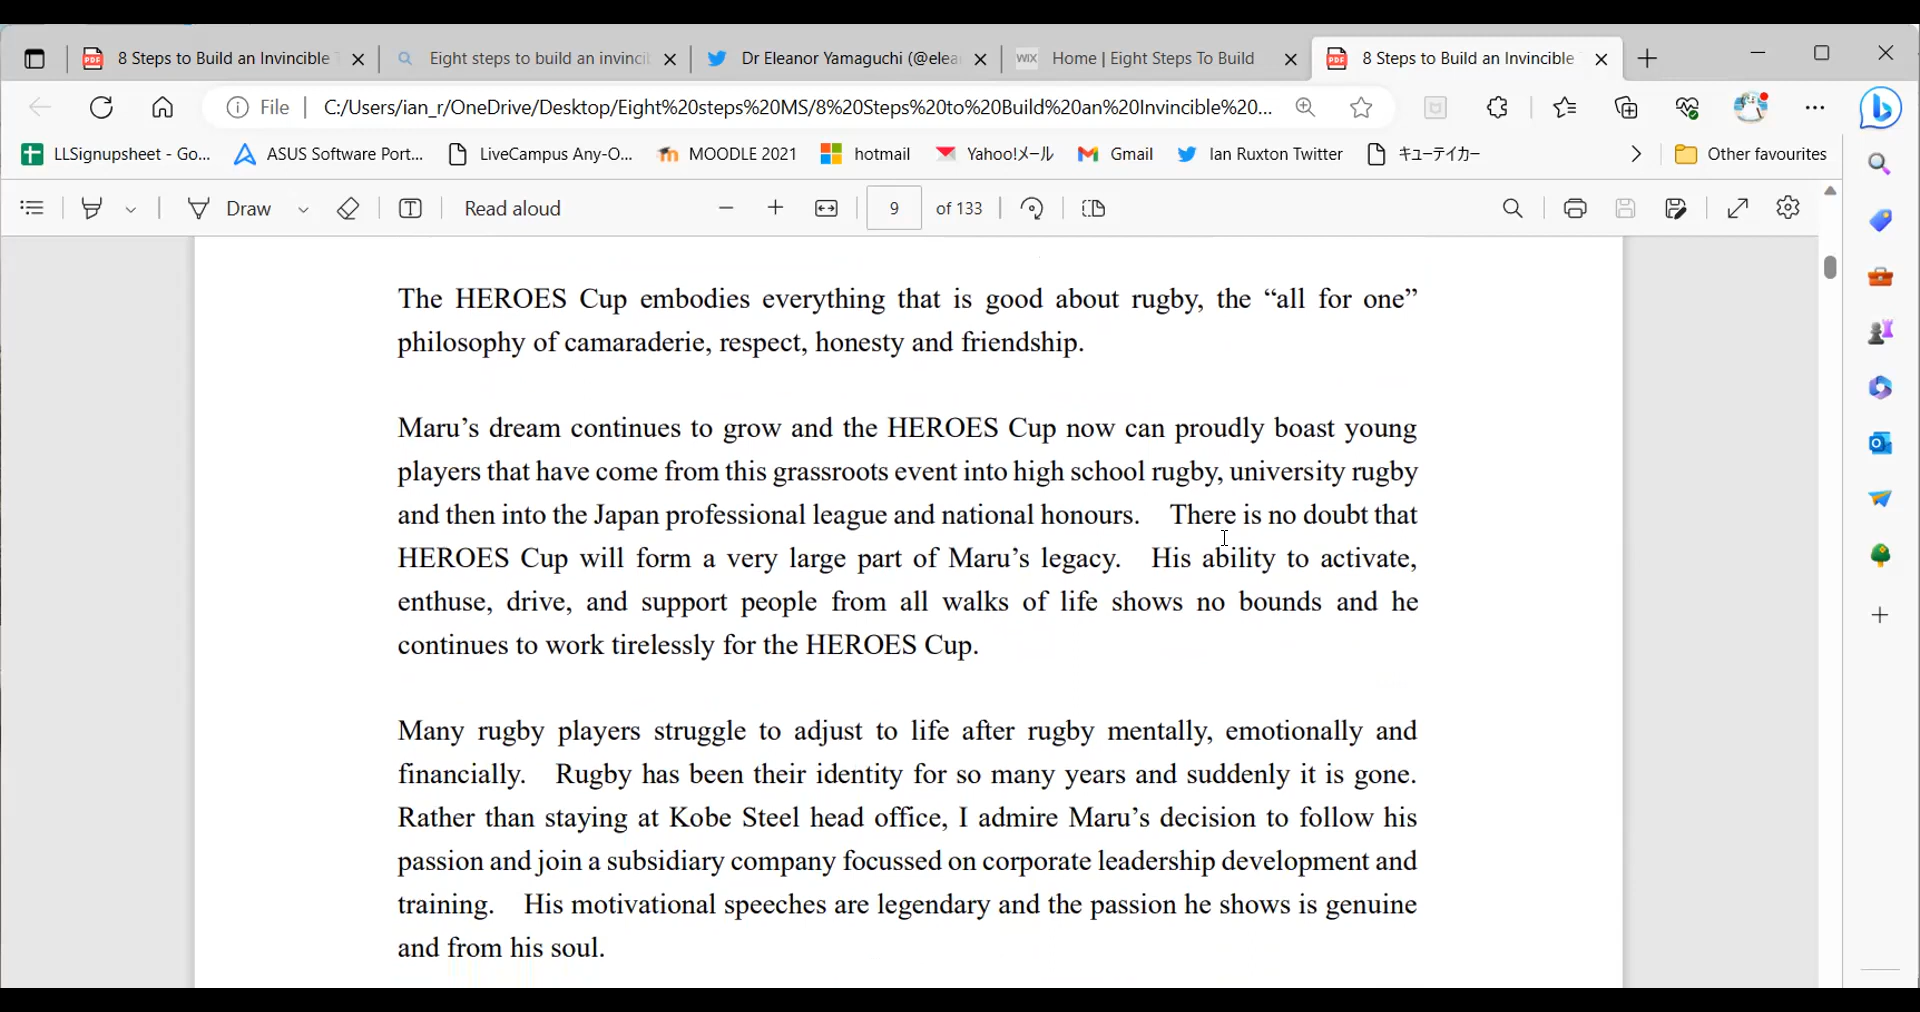 8 Steps to Build an Invincible
Eight steps to build an invinci
Dr Eleanor Yamaguchi (@elea
WIX
Home | Eight Steps To Build
8 Steps to Build an Invincible
File
C:/Users/ian_r/OneDrive/Desktop/Eight%20steps%20MS/8%20Steps%20to%20Build%20an%20Invincible%20...
LLSignupsheet - Go...
ASUS Software Port...
LiveCampus Any-O...
MOODLE 2021
hotmail
Yahoo!メール
Gmail
Ian Ruxton Twitter
キューテイカー
Other favourites
Draw
Read aloud
9 of 133
The HEROES Cup embodies everything that is good about rugby, the “all for one”
philosophy of camaraderie, respect, honesty and friendship.
Maru’s dream continues to grow and the HEROES Cup now can proudly boast young
players that have come from this grassroots event into high school rugby, university rugby
and then into the Japan professional league and national honours. There is no doubt that
HEROES Cup will form a very large part of Maru’s legacy. His ability to activate,
enthuse, drive, and support people from all walks of life shows no bounds and he
continues to work tirelessly for the HEROES Cup.
Many rugby players struggle to adjust to life after rugby mentally, emotionally and
financially. Rugby has been their identity for so many years and suddenly it is gone.
Rather than staying at Kobe Steel head office, I admire Maru’s decision to follow his
passion and join a subsidiary company focussed on corporate leadership development and
training. His motivational speeches are legendary and the passion he shows is genuine
and from his soul.